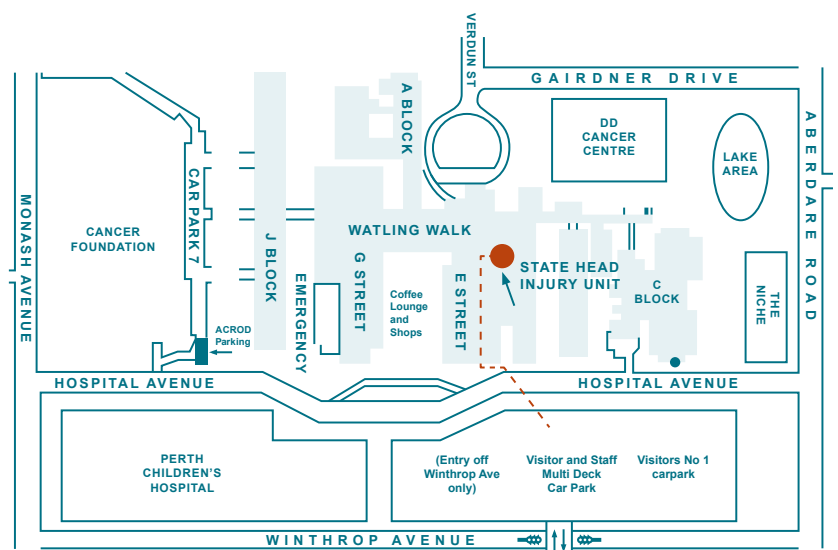 VERDUN ST
GAIRDNER DRIVE
A BLOCK
DD
CANCER
CENTRE
LAKE
AREA
ABERDARE ROAD
MONASH AVENUE
CAR PARK 7
CANCER
FOUNDATION
WATLING WALK
J BLOCK
G STREET
E STREET
STATE HEAD
INJURY UNIT
C
BLOCK
THE
NICHE
EMERGENCY
Coffee
Lounge
and
Shops
ACROD
Parking
HOSPITAL AVENUE
HOSPITAL AVENUE
PERTH
CHILDREN'S
HOSPITAL
(Entry off
Winthrop Ave
only)
Visitor and Staff
Multi Deck
Car Park
Visitors No 1
carpark
WINTHROP AVENUE